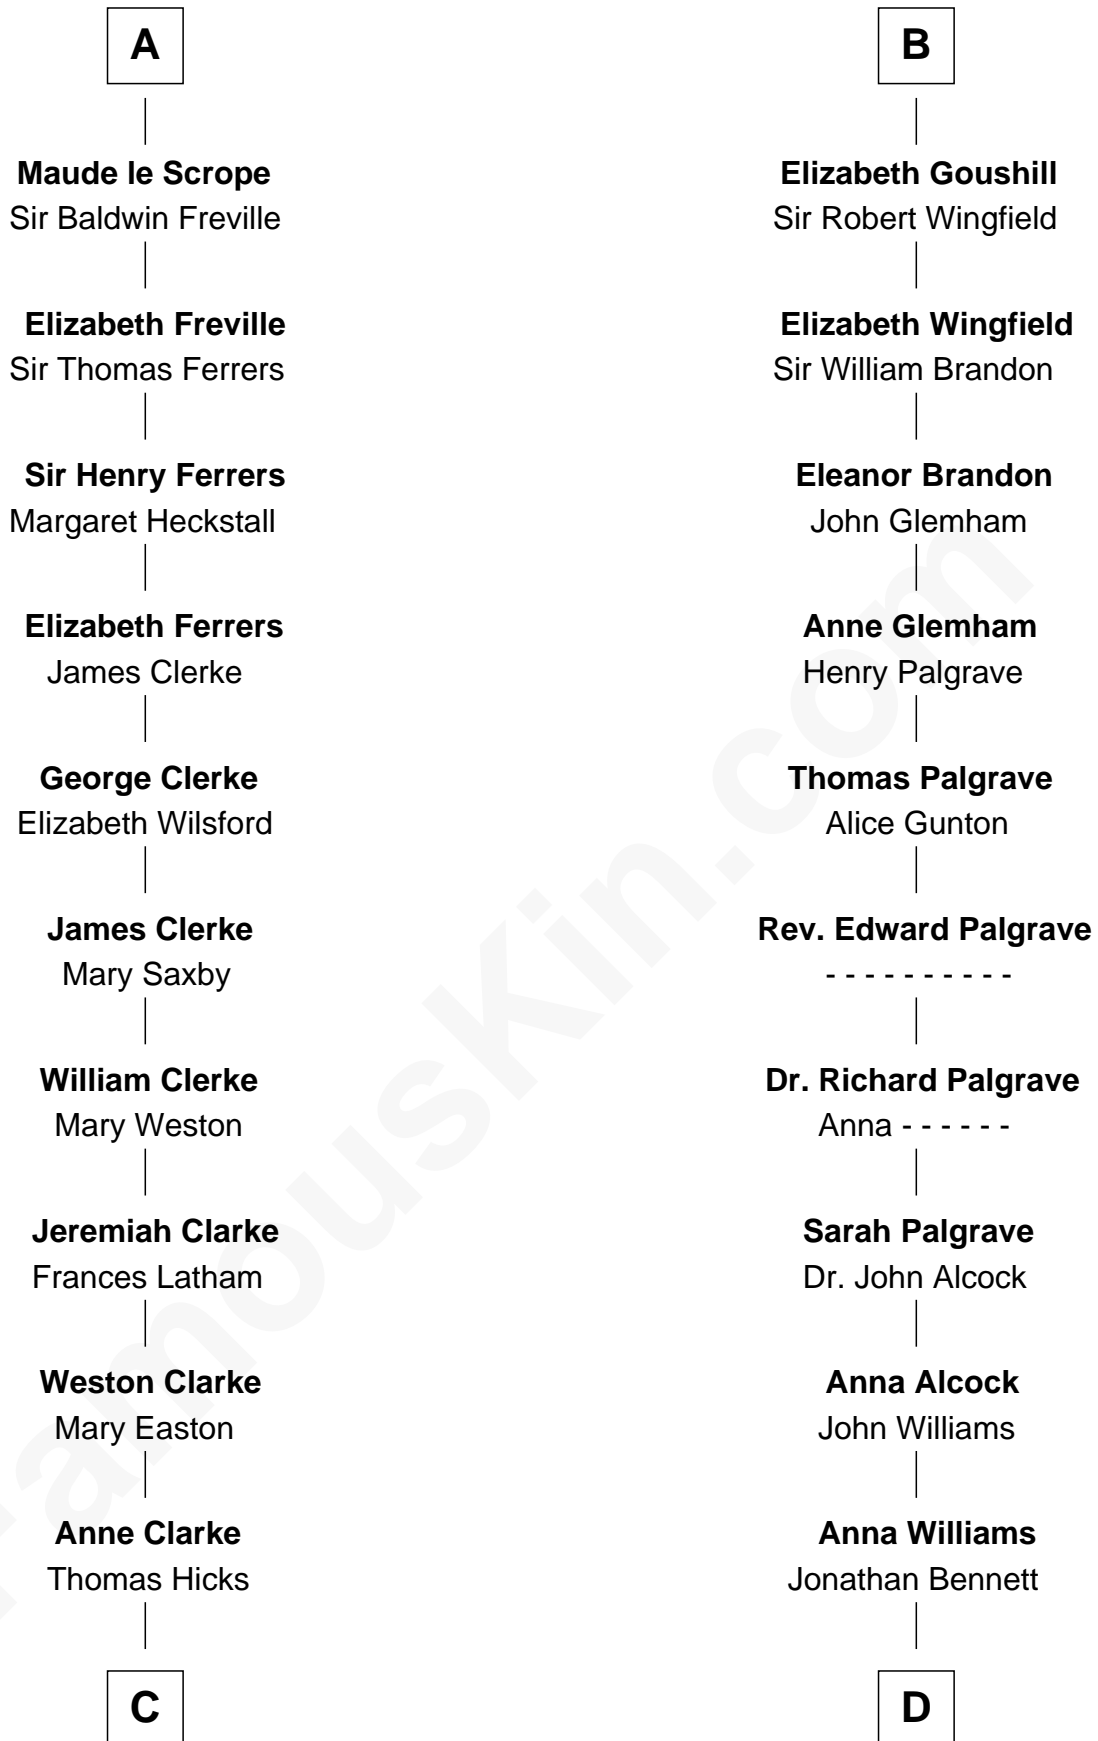 A
Maude le Scrope
Sir Baldwin Freville
Elizabeth Freville
Sir Thomas Ferrers
Sir Henry Ferrers
Margaret Heckstall
Elizabeth Ferrers
James Clerke
George Clerke
Elizabeth Wilsford
James Clerke
Mary Saxby
William Clerke
Mary Weston
Jeremiah Clarke
Frances Latham
Weston Clarke
Mary Easton
Anne Clarke
Thomas Hicks
C
B
Elizabeth Goushill
Sir Robert Wingfield
Elizabeth Wingfield
Sir William Brandon
Eleanor Brandon
John Glemham
Anne Glemham
Henry Palgrave
Thomas Palgrave
Alice Gunton
Rev. Edward Palgrave
- - - - - - - - - -
Dr. Richard Palgrave
Anna - - - - - -
Sarah Palgrave
Dr. John Alcock
Anna Alcock
John Williams
Anna Williams
Jonathan Bennett
D
FamousKin.com